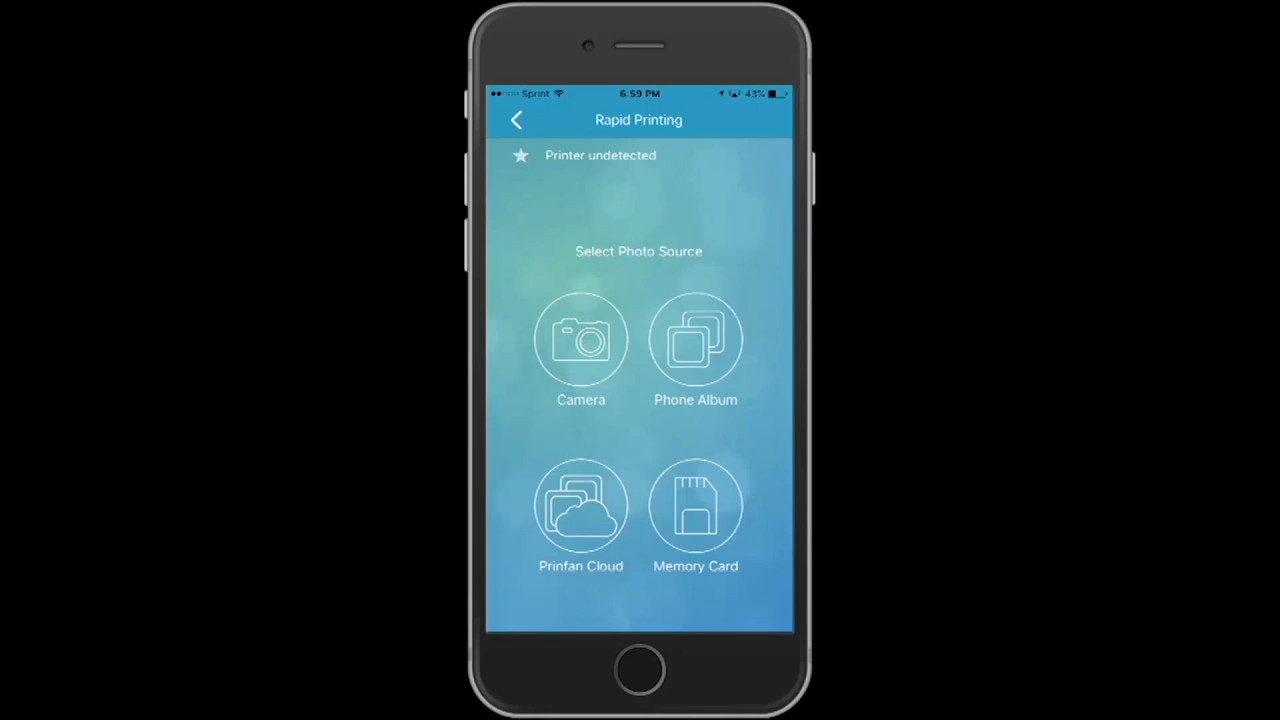 Sprint 6:59 PM 43%
Rapid Printing
Printer undetected
Select Photo Source
Camera Phone Album
Prinfan Cloud Memory Card